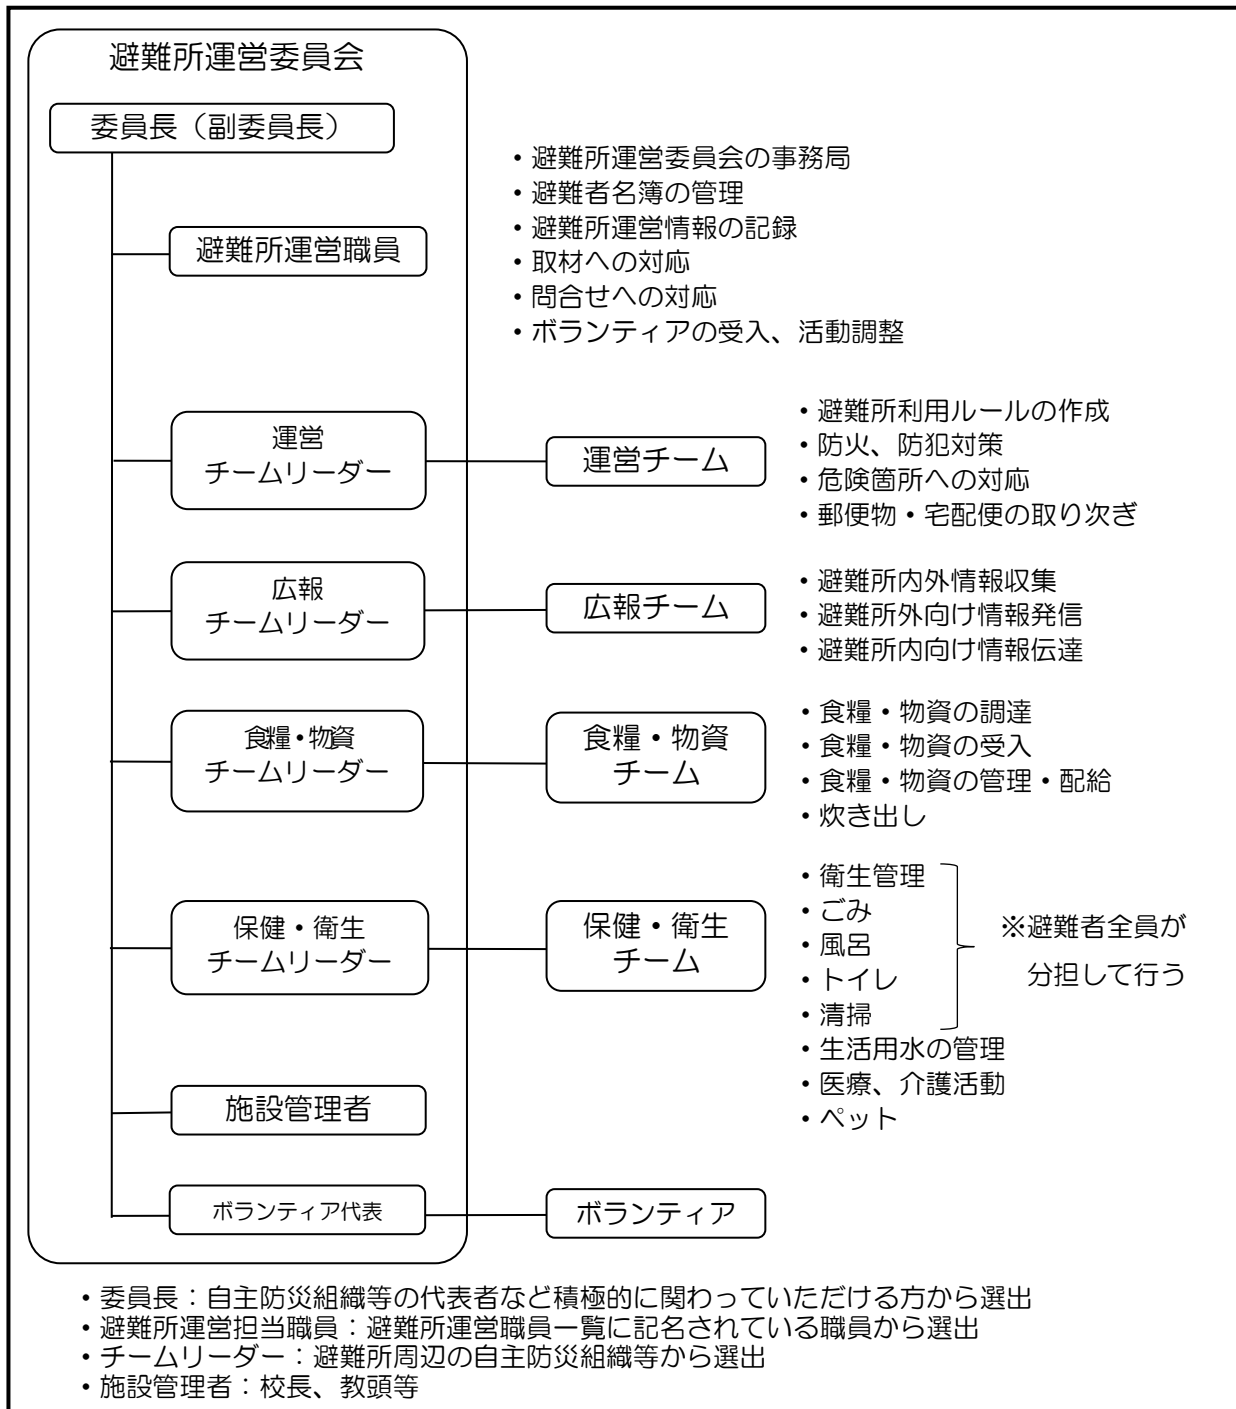 避難所運営委員会
委員長（副委員長）
避難所運営職員
・避難所運営委員会の事務局
・避難者名簿の管理
・避難所運営情報の記録
・取材への対応
・問合せへの対応
・ボランティアの受入、活動調整
運営
チームリーダー
運営チーム
・避難所利用ルールの作成
・防火、防犯対策
・危険箇所への対応
・郵便物・宅配便の取り次ぎ
広報
チームリーダー
広報チーム
・避難所内外情報収集
・避難所外向け情報発信
・避難所内向け情報伝達
食糧・物資
チームリーダー
食糧・物資
チーム
・食糧・物資の調達
・食糧・物資の受入
・食糧・物資の管理・配給
・炊き出し
保健・衛生
チームリーダー
保健・衛生
チーム
・衛生管理
・ごみ
・風呂
・トイレ
・清掃
※避難者全員が
分担して行う
・生活用水の管理
・医療、介護活動
・ペット
施設管理者
ボランティア代表
ボランティア
・委員長：自主防災組織等の代表者など積極的に関わっていただける方から選出
・避難所運営担当職員：避難所運営職員一覧に記名されている職員から選出
・チームリーダー：避難所周辺の自主防災組織等から選出
・施設管理者：校長、教頭等